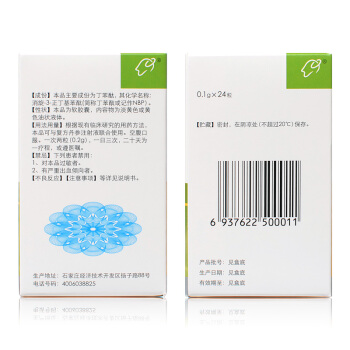 [成份]本品主要成份为丁苯酞,其化学名称:
消旋-3-正丁基苯酞(简称丁苯酞或记作NBP)。
[性状]本品为软胶囊,内容物为淡黄色或黄
色油状液体。
[用法用量]根据现有临床研究的用药方法,
本品可与复方丹参注射液联合使用。空腹口
服。一次两粒(0.2g),一日三次,二十天为
一疗程,或遵医嘱。
[禁忌]下列患者禁用:
1、对本品过敏者。
2、有严重出血倾向者。
[不良反应][注意事项]等详见说明书。
生产地址:石家庄经济技术开发区扬子路88号
电话号码:4006038825
0.1g×24粒
[贮藏]密封,在阴凉处(不超过20℃)保存。
6937622500011
产品批号:见盒底
生产日期:见盒底
有效期至:见盒底